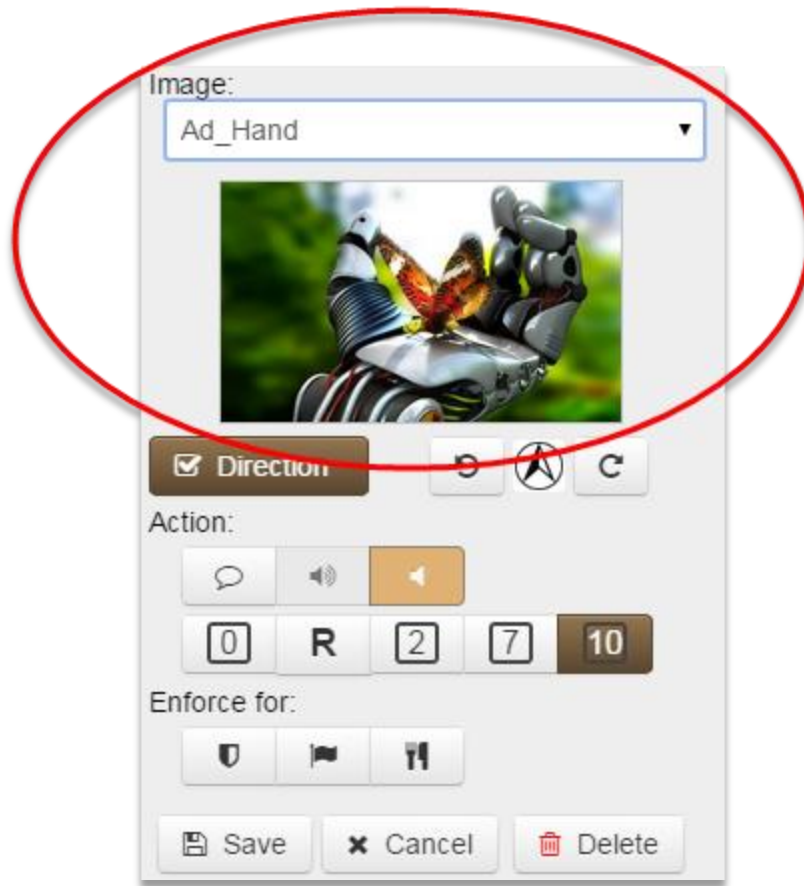 Image:
Ad_Hand
Direction
Action:
0 R 2 7 10
Enforce for:
Save Cancel Delete